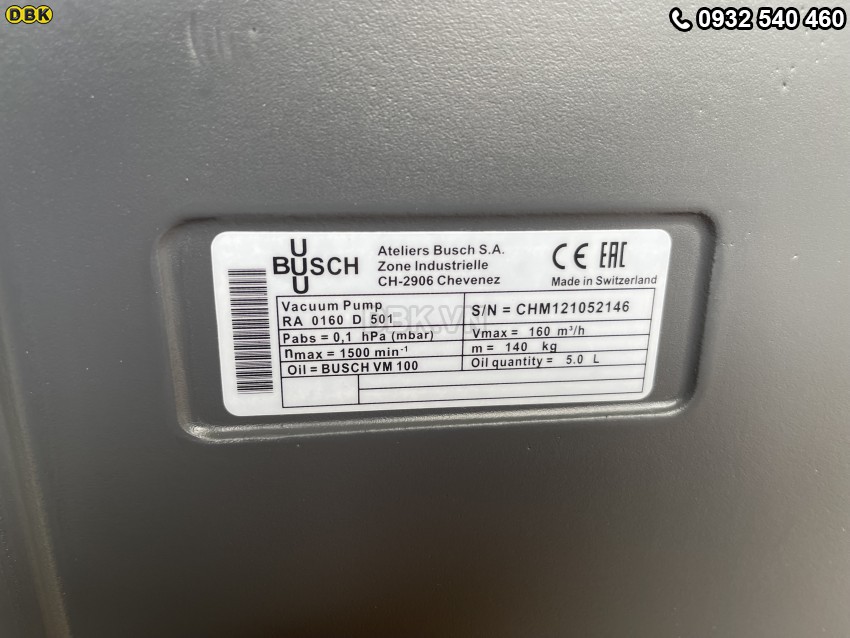 DBK
0932 540 460
BUSCH
U
U
Ateliers Busch S.A.
Zone Industrielle
CH-2906 Chevenez
CE EAC
Made in Switzerland
Vacuum Pump
RA 0160 D 501
S/N = CHM121052146
Pabs = 0,1 hPa (mbar)
Vmax = 160 m³/h
nmax = 1500 min⁻¹
m = 140 kg
Oil = BUSCH VM 100
Oil quantity = 5.0 L
DBK.VN